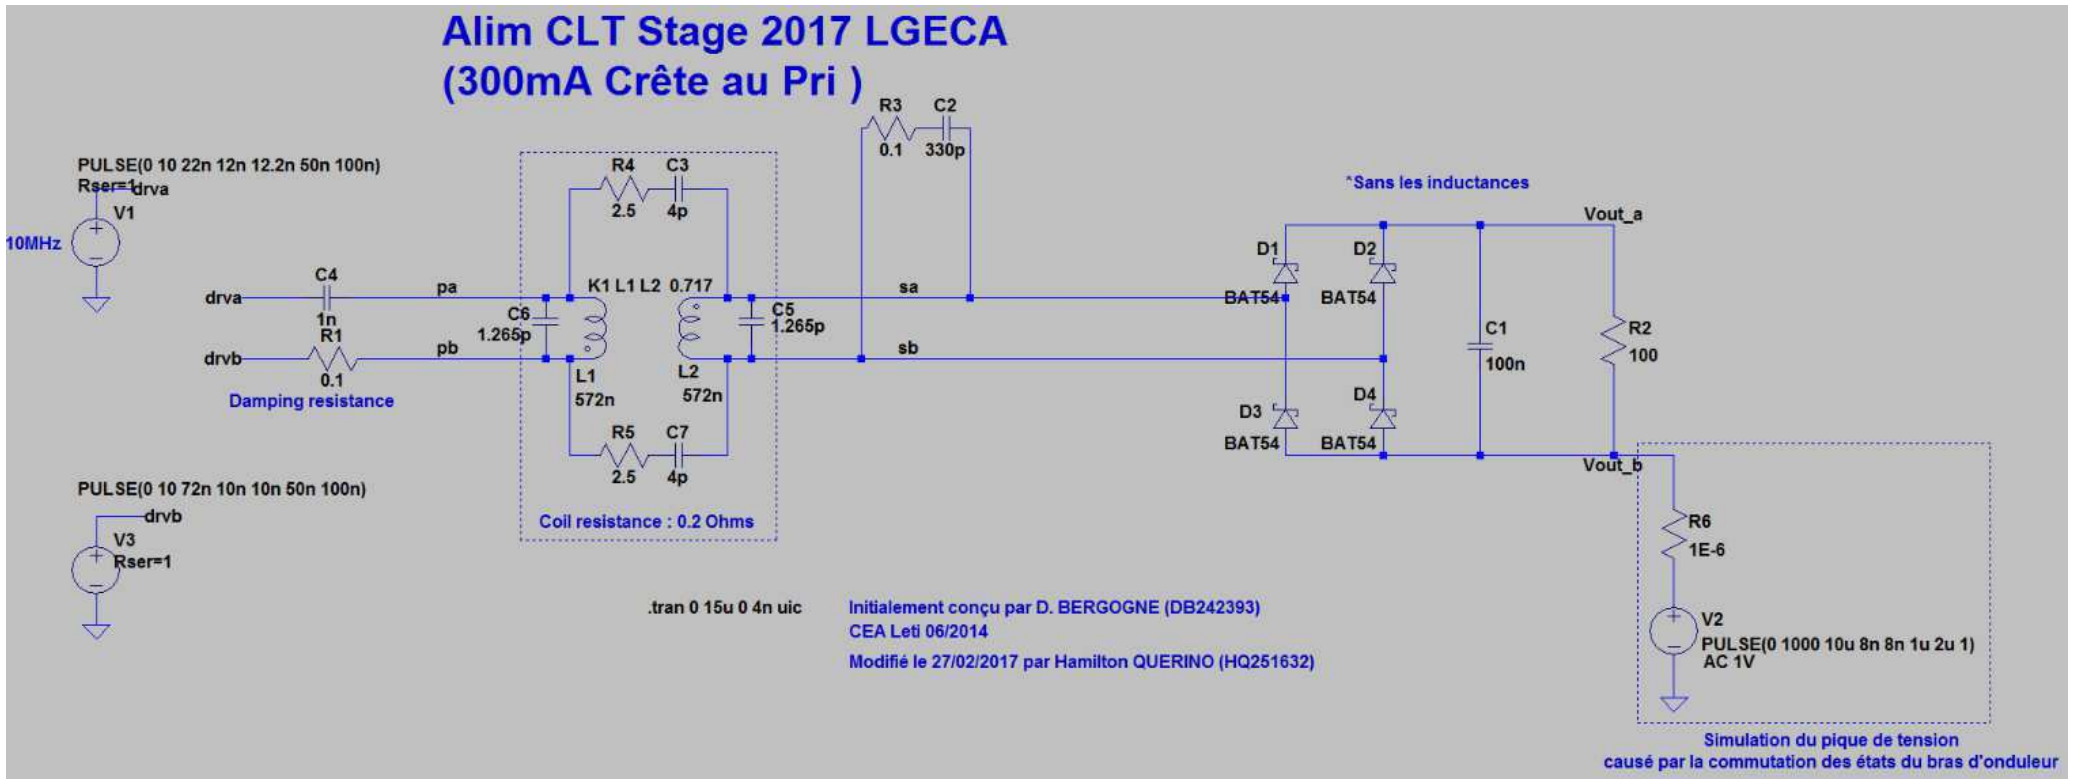 Alim CLT Stage 2017 LGECA
(300mA Crête au Pri )
R3
C2
0.1
330p
PULSE(0 10 22n 12n 12.2n 50n 100n)
Rser=1
drva
V1
10MHz
R4
C3
2.5
4p
*Sans les inductances
Vout_a
D1
D2
BAT54
BAT54
drva
C4
1n
pa
K1 L1 L2 0.717
sa
C6
1.265p
C5
1.265p
R1
drvb
0.1
pb
sb
Damping resistance
L1
572n
L2
572n
C1
100n
R2
100
D3
D4
BAT54
BAT54
R5
C7
2.5
4p
Vout_b
PULSE(0 10 72n 10n 10n 50n 100n)
drvb
V3
Rser=1
Coil resistance : 0.2 Ohms
R6
1E-6
.tran 0 15u 0 4n uic
Initialement conçu par D. BERGOGNE (DB242393)
CEA Leti 06/2014
Modifié le 27/02/2017 par Hamilton QUERINO (HQ251632)
V2
PULSE(0 1000 10u 8n 8n 1u 2u 1)
AC 1V
Simulation du pique de tension
causé par la commutation des états du bras d'onduleur